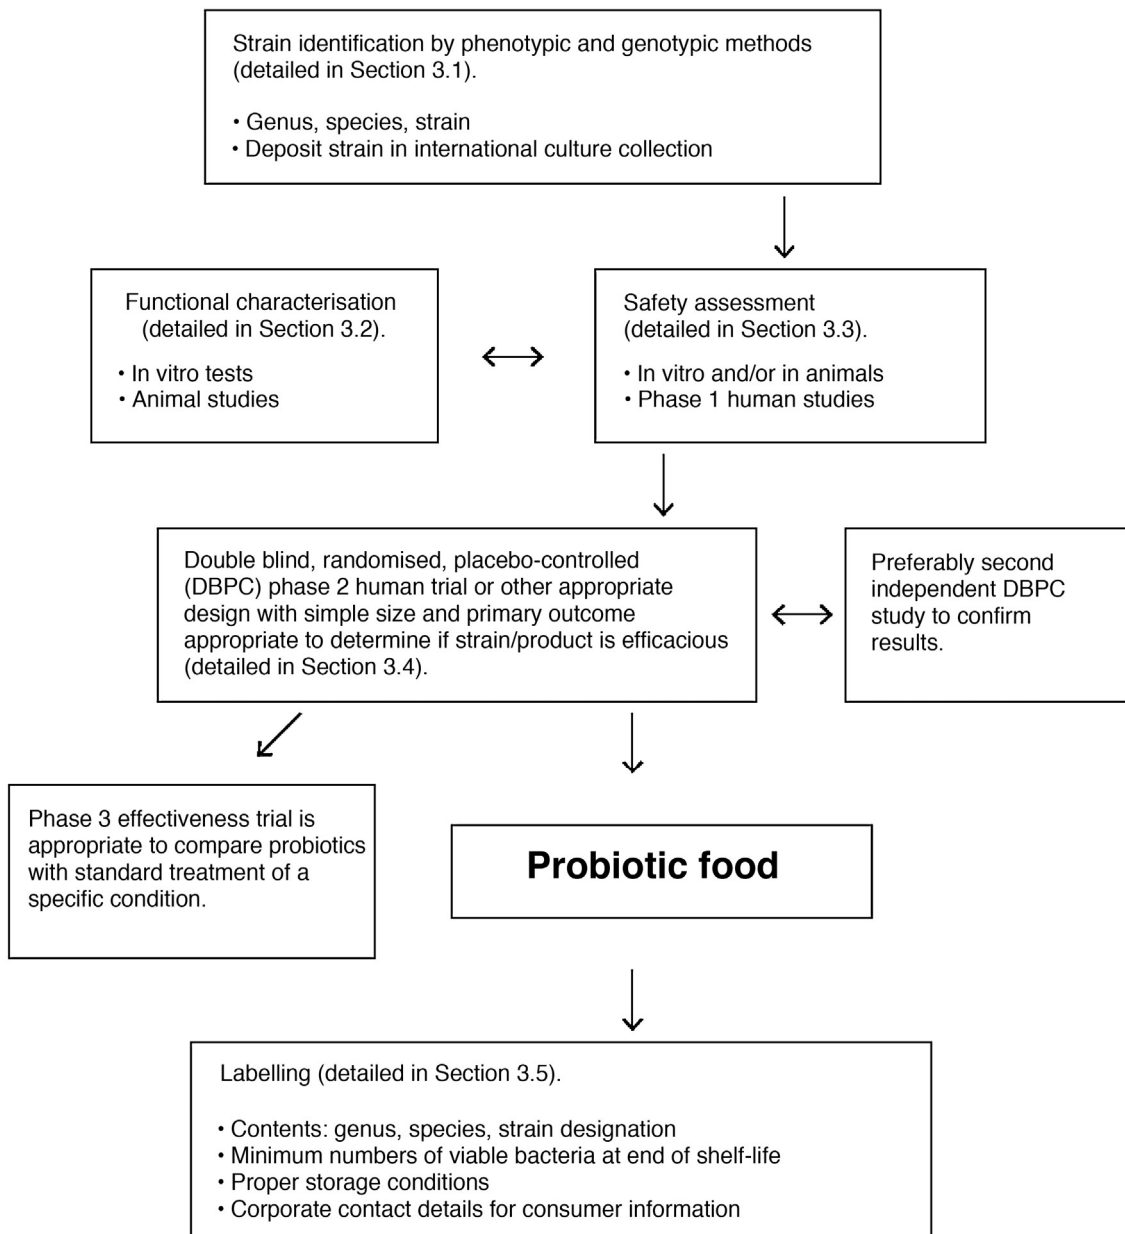 Strain identification by phenotypic and genotypic methods
(detailed in Section 3.1).
• Genus, species, strain
• Deposit strain in international culture collection
Functional characterisation
(detailed in Section 3.2).
• In vitro tests
• Animal studies
Safety assessment
(detailed in Section 3.3).
• In vitro and/or in animals
• Phase 1 human studies
Double blind, randomised, placebo-controlled
(DBPC) phase 2 human trial or other appropriate
design with simple size and primary outcome
appropriate to determine if strain/product is efficacious
(detailed in Section 3.4).
Preferably second
independent DBPC
study to confirm
results.
Phase 3 effectiveness trial is
appropriate to compare probiotics
with standard treatment of a
specific condition.
Probiotic food
Labelling (detailed in Section 3.5).
• Contents: genus, species, strain designation
• Minimum numbers of viable bacteria at end of shelf-life
• Proper storage conditions
• Corporate contact details for consumer information